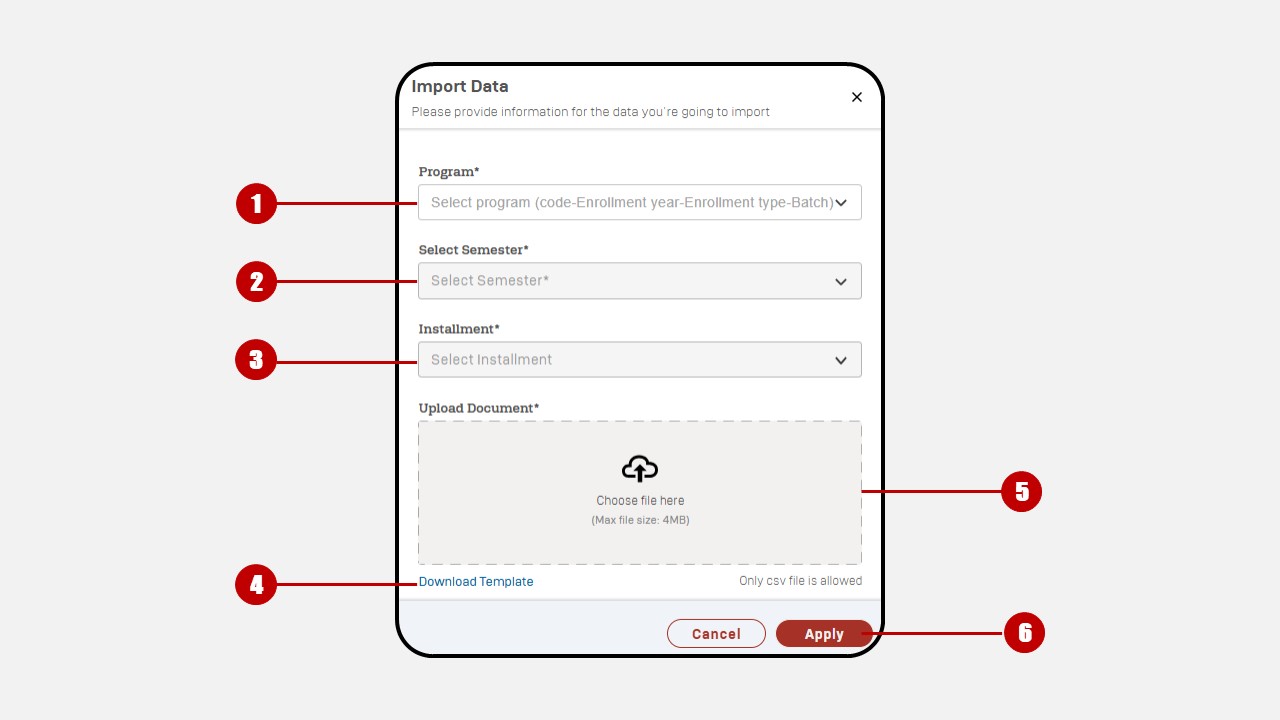 Import Data
Please provide information for the data you're going to import
Program*
1
Select program (code-Enrollment year-Enrollment type-Batch)
Select Semester*
2
Select Semester*
Installment*
3
Select Installment
Upload Document*
Choose file here
5
(Max file size: 4MB)
4
Download Template
Only csv file is allowed
Cancel
Apply
6